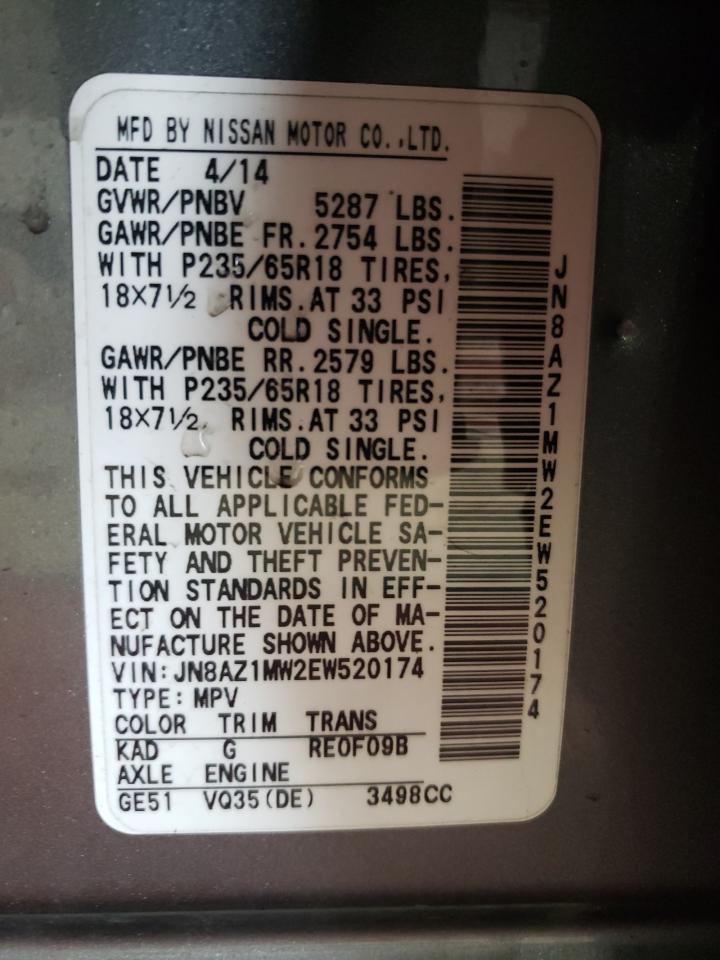 MFD BY NISSAN MOTOR CO.,LTD.
DATE 4/14
GVWR/PNBV 5287 LBS.
GAWR/PNBE FR. 2754 LBS.
WITH P235/65R18 TIRES,
18×7½ RIMS.AT 33 PSI
COLD SINGLE.
GAWR/PNBE RR. 2579 LBS.
WITH P235/65R18 TIRES,
18×7½ RIMS.AT 33 PSI
COLD SINGLE.
THIS VEHICLE CONFORMS
TO ALL APPLICABLE FED-
ERAL MOTOR VEHICLE SA-
FETY AND THEFT PREVEN-
TION STANDARDS IN EFF-
ECT ON THE DATE OF MA-
NUFACTURE SHOWN ABOVE.
VIN:JN8AZ1MW2EW520174
TYPE: MPV
COLOR TRIM TRANS
KAD G RE0F09B
AXLE ENGINE
GE51 VQ35(DE) 3498CC
JN8AZ1MW2EW520174